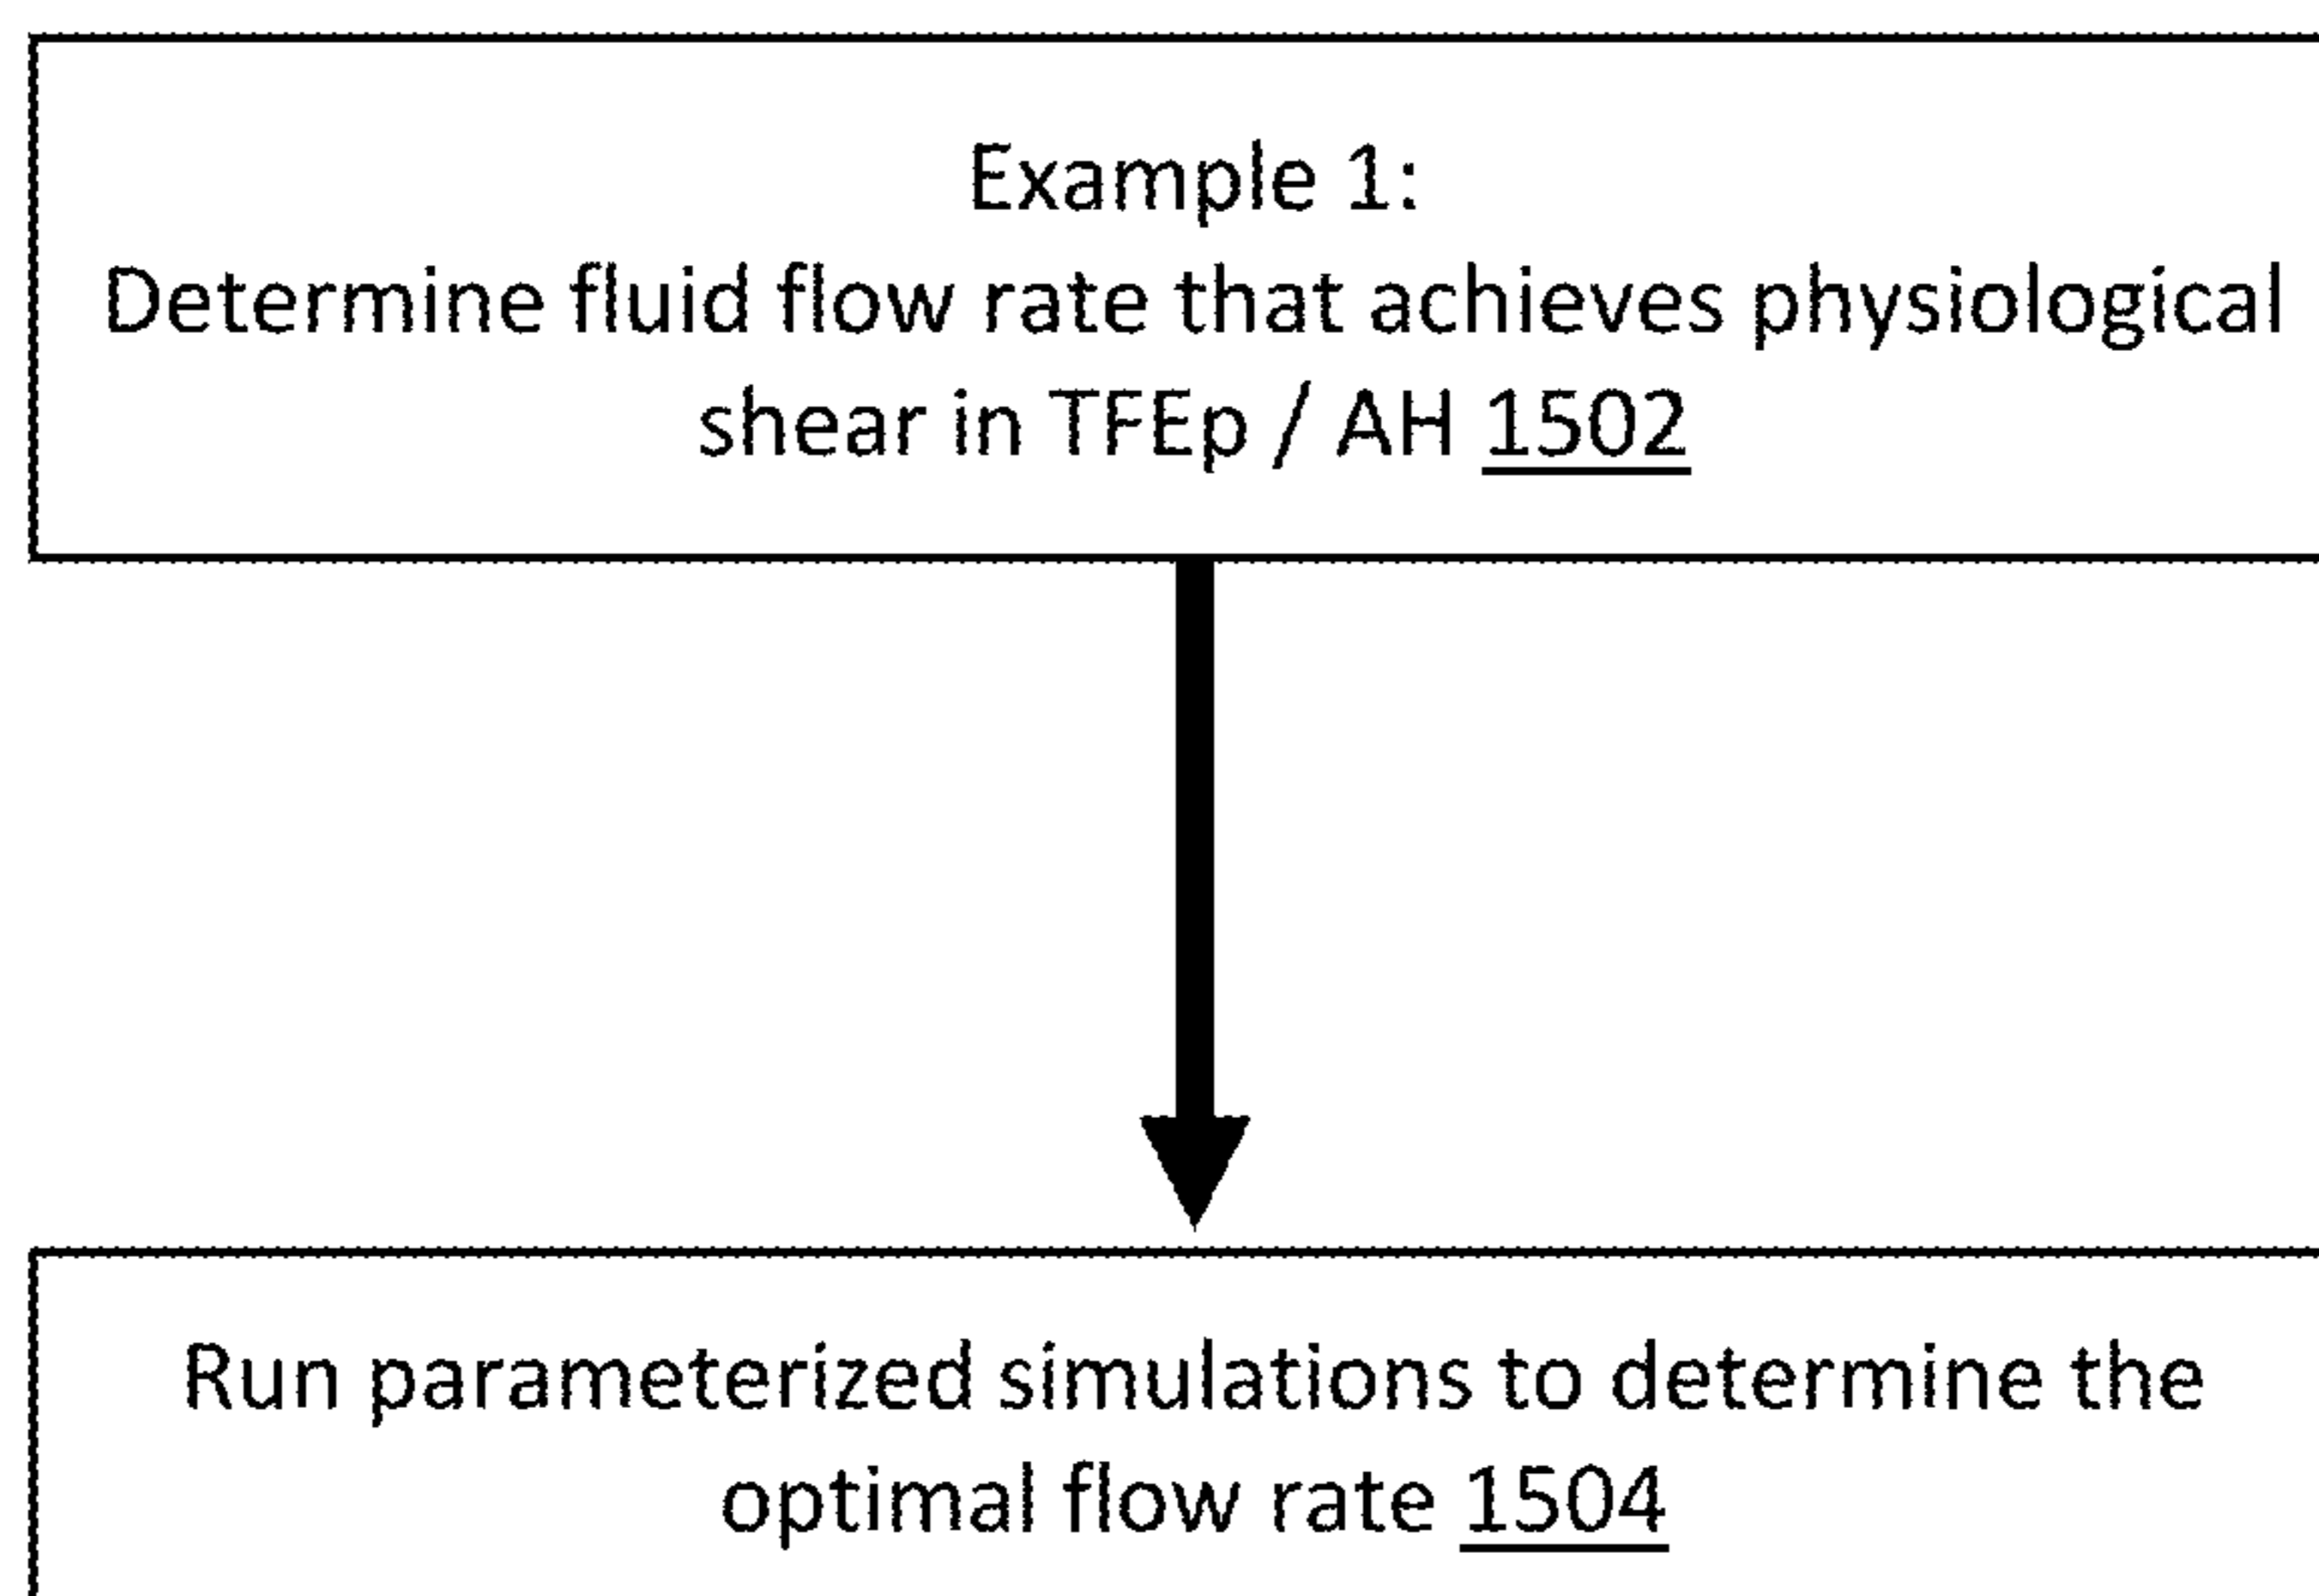 Example 1:
Determine fluid flow rate that achieves physiological
shear in TFEp / AH 1502
Run parameterized simulations to determine the
optimal flow rate 1504